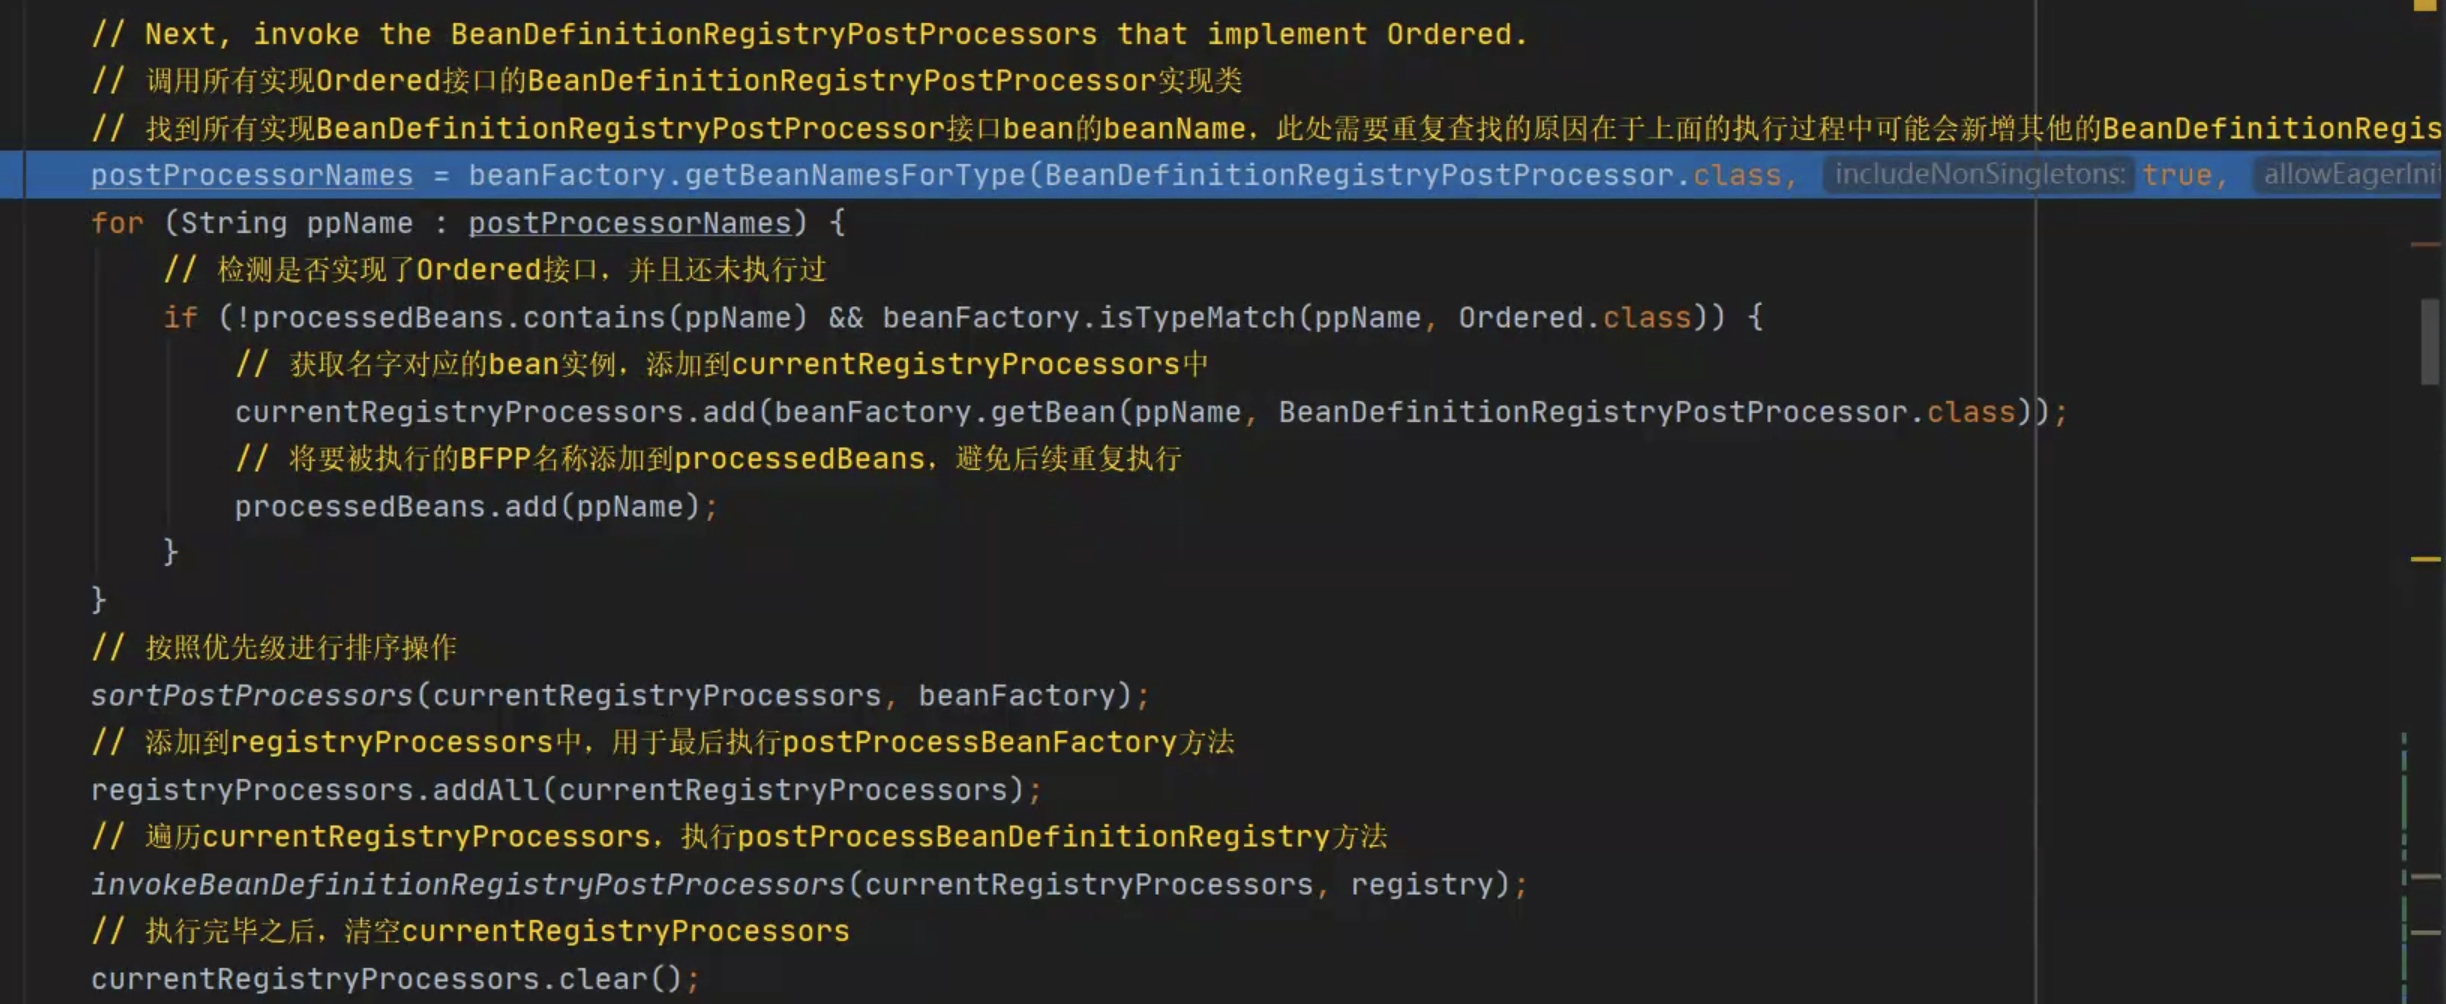 // Next, invoke the BeanDefinitionRegistryPostProcessors that implement Ordered.
// 调用所有实现Ordered接口的BeanDefinitionRegistryPostProcessor实现类
// 找到所有实现BeanDefinitionRegistryPostProcessor接口bean的beanName，此处需要重复查找的原因在于上面的执行过程中可能会新增其他的BeanDefinitionRegis
postProcessorNames = beanFactory.getBeanNamesForType(BeanDefinitionRegistryPostProcessor.class, includeNonSingletons: true, allowEagerInit
for (String ppName : postProcessorNames) {
// 检测是否实现了Ordered接口，并且还未执行过
if (!processedBeans.contains(ppName) && beanFactory.isTypeMatch(ppName, Ordered.class)) {
// 获取名字对应的bean实例，添加到currentRegistryProcessors中
currentRegistryProcessors.add(beanFactory.getBean(ppName, BeanDefinitionRegistryPostProcessor.class));
// 将要被执行的BFPP名称添加到processedBeans，避免后续重复执行
processedBeans.add(ppName);
}
}
// 按照优先级进行排序操作
sortPostProcessors(currentRegistryProcessors, beanFactory);
// 添加到registryProcessors中，用于最后执行postProcessBeanFactory方法
registryProcessors.addAll(currentRegistryProcessors);
// 遍历currentRegistryProcessors，执行postProcessBeanDefinitionRegistry方法
invokeBeanDefinitionRegistryPostProcessors(currentRegistryProcessors, registry);
// 执行完毕之后，清空currentRegistryProcessors
currentRegistryProcessors.clear();